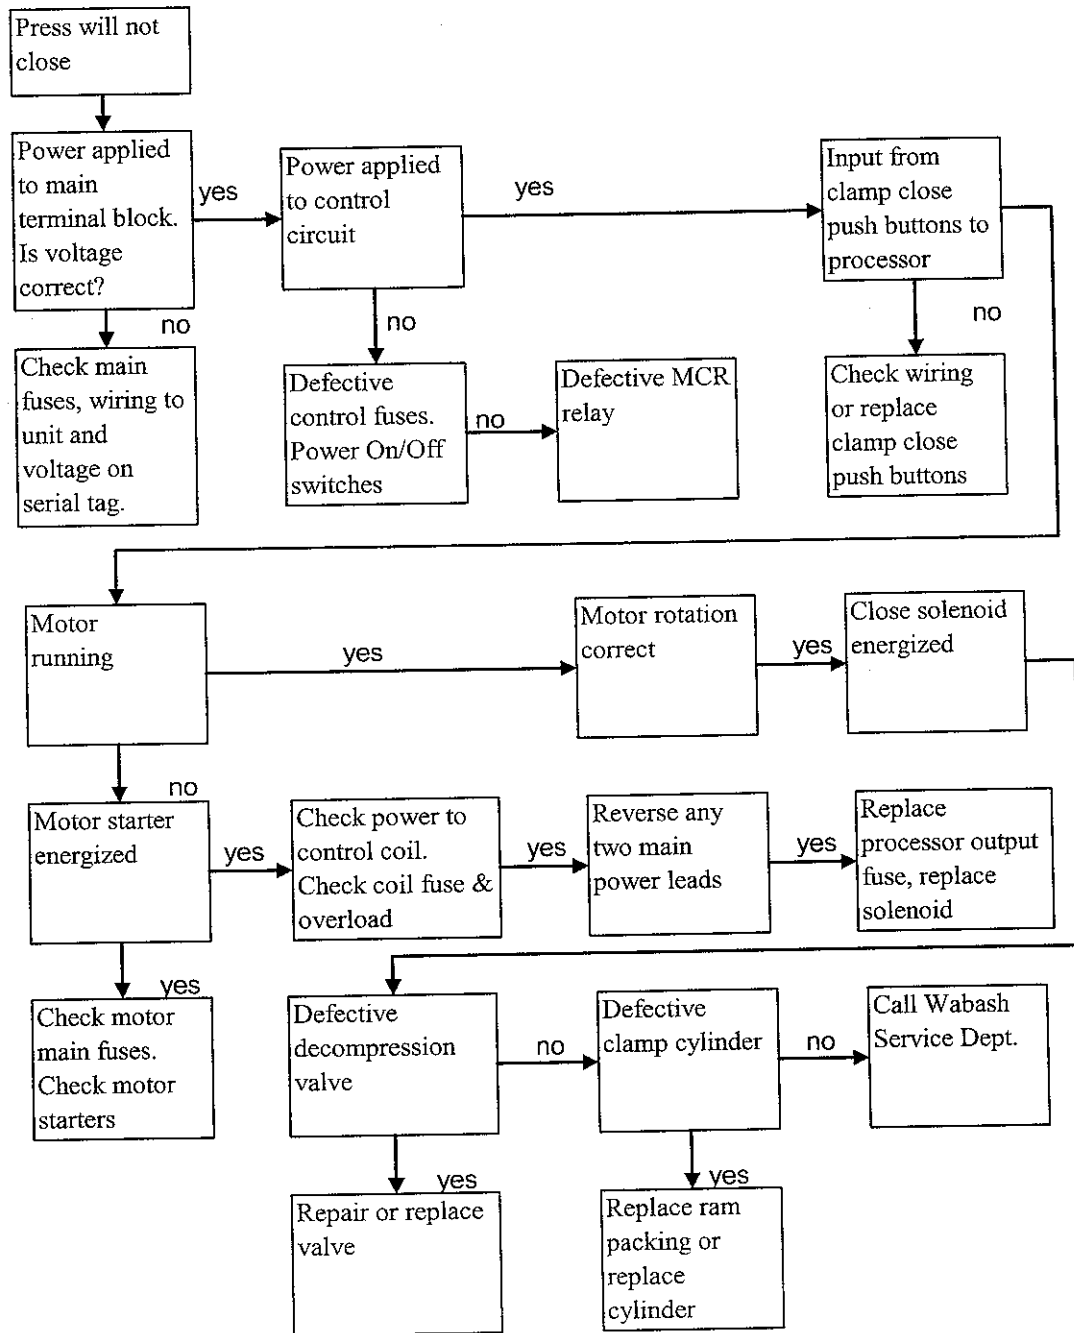 Press will not
close
Power applied
to main
terminal block.
Is voltage
correct?
yes
Power applied
to control
circuit
yes
Input from
clamp close
push buttons to
processor
no
Check main
fuses, wiring to
unit and
voltage on
serial tag.
no
Defective
control fuses.
Power On/Off
switches
no
Defective MCR
relay
no
Check wiring
or replace
clamp close
push buttons
Motor
running
yes
Motor rotation
correct
yes
Close solenoid
energized
no
Motor starter
energized
yes
Check power to
control coil.
Check coil fuse &
overload
yes
Reverse any
two main
power leads
yes
Replace
processor output
fuse, replace
solenoid
yes
Check motor
main fuses.
Check motor
starters
Defective
decompression
valve
no
Defective
clamp cylinder
no
Call Wabash
Service Dept.
yes
Repair or replace
valve
yes
Replace ram
packing or
replace
cylinder